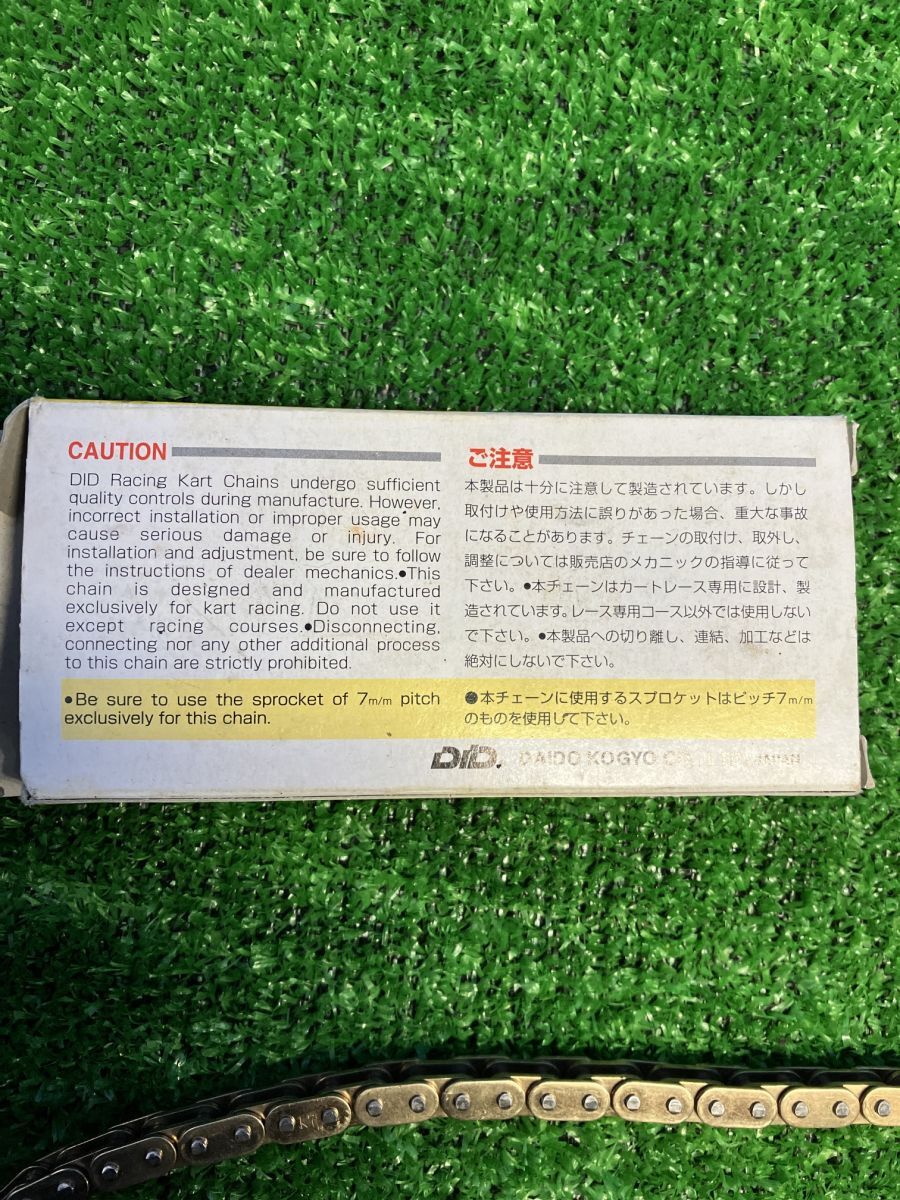 CAUTION
DID Racing Kart Chains undergo sufficient
quality controls during manufacture. However,
incorrect installation or improper usage may
cause serious damage or injury. For
installation and adjustment, be sure to follow
the instructions of dealer mechanics.●This
chain is designed and manufactured
exclusively for kart racing. Do not use it
except racing courses.●Disconnecting,
connecting nor any other additional process
to this chain are strictly prohibited.
●Be sure to use the sprocket of 7m/m pitch
exclusively for this chain.
ご注意
本製品は十分に注意して製造されています。しかし
取付けや使用方法に誤りがあった場合、重大な事故
になることがあります。チェーンの取付け、取外し、
調整については販売店のメカニックの指導に従って
下さい。●本チェーンはカートレース専用に設計、製
造されています。レース専用コース以外では使用しない
で下さい。●本製品への切り離し、連結、加工などは
絶対にしないで下さい。
●本チェーンに使用するスプロケットはピッチ7m/m
のものを使用して下さい。
DID. DAIDO KOGYO JAPAN